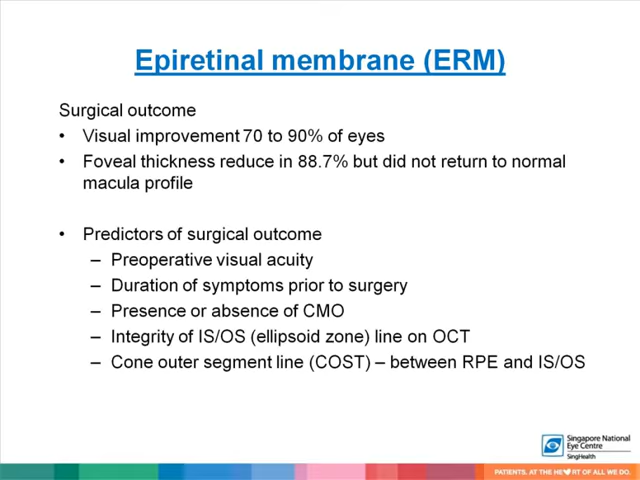 Epiretinal membrane (ERM)
Surgical outcome
• Visual improvement 70 to 90% of eyes
• Foveal thickness reduce in 88.7% but did not return to normal
macula profile
• Predictors of surgical outcome
– Preoperative visual acuity
– Duration of symptoms prior to surgery
– Presence or absence of CMO
– Integrity of IS/OS (ellipsoid zone) line on OCT
– Cone outer segment line (COST) – between RPE and IS/OS
Singapore National
Eye Centre
SingHealth
PATIENTS. AT THE HE♥RT OF ALL WE DO.